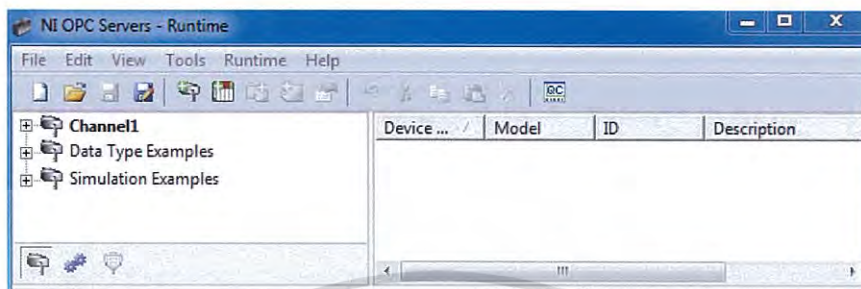 NI OPC Servers - Runtime
File Edit View Tools Runtime Help
QC
Channel1
Data Type Examples
Simulation Examples
Device ... Model ID Description